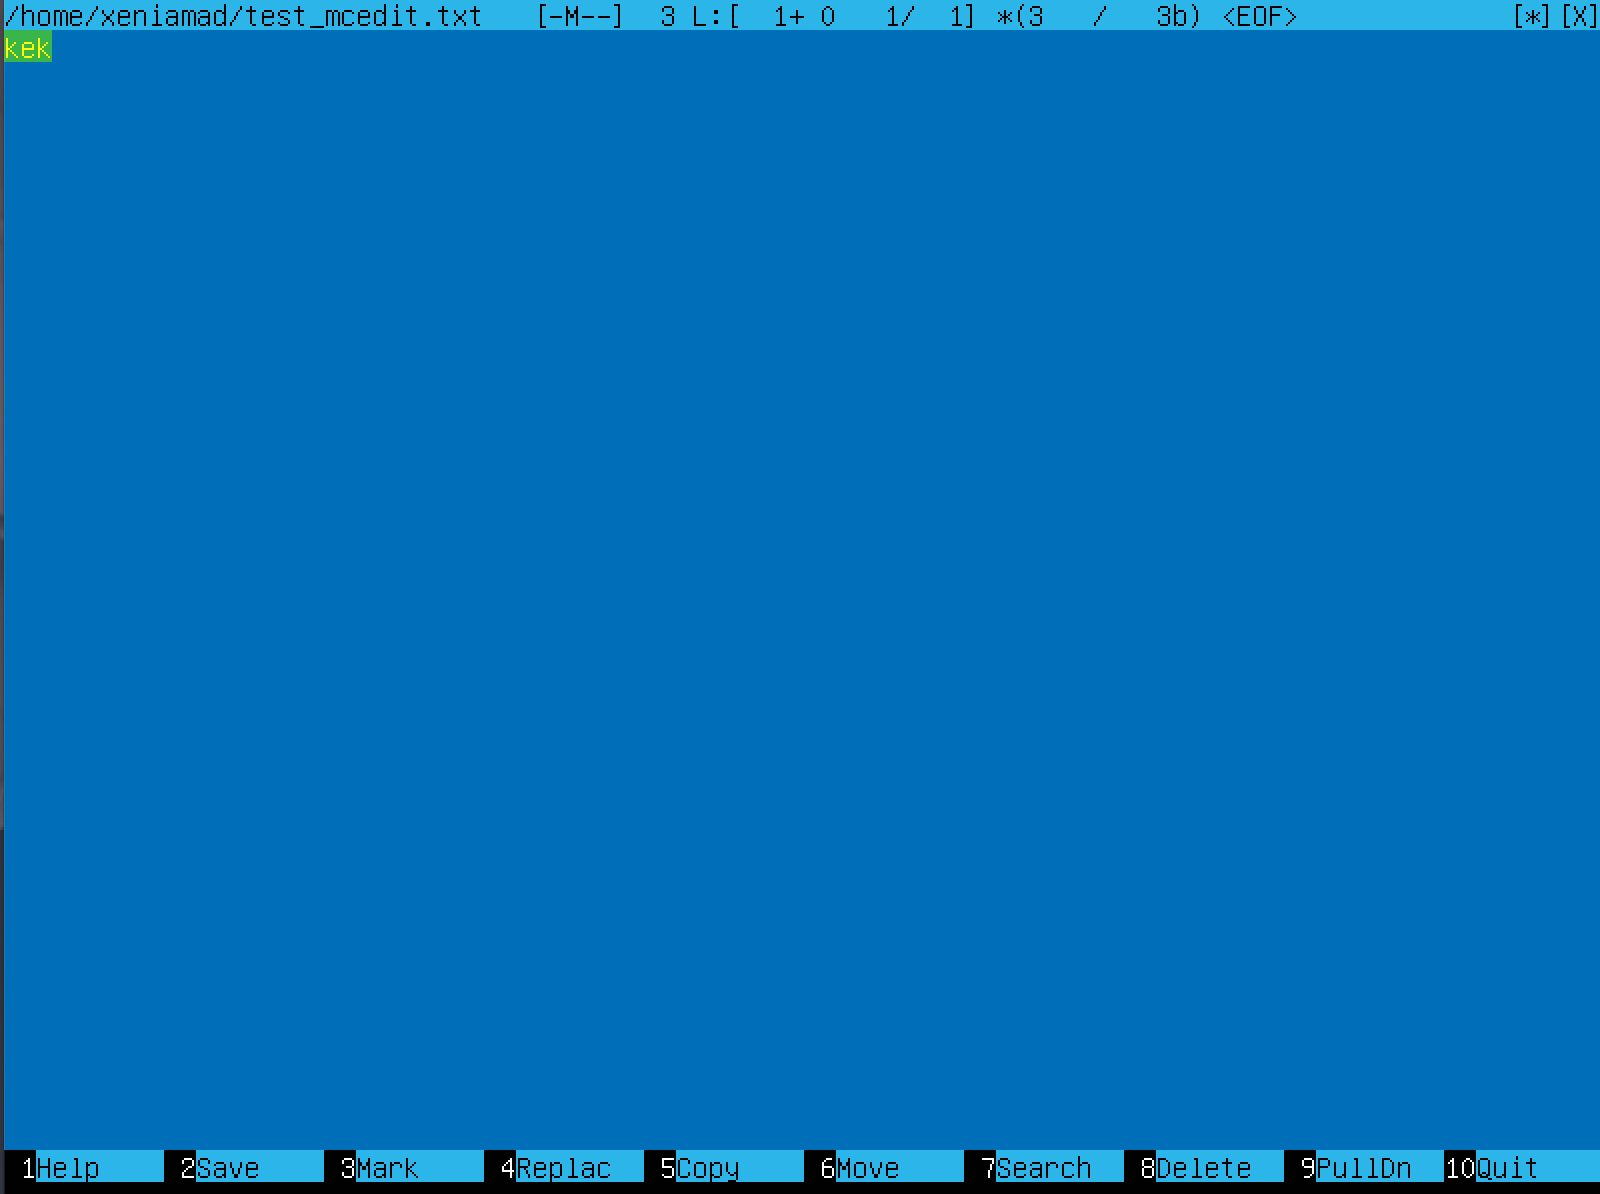 /home/xeniamad/test_mcedit.txt [-M--] 3 L:[ 1+ 0 1/ 1] *(3 / 3b) <EOF> [*][X]
kek
1Help 2Save 3Mark 4Replac 5Copy 6Move 7Search 8Delete 9PullDn 10Quit